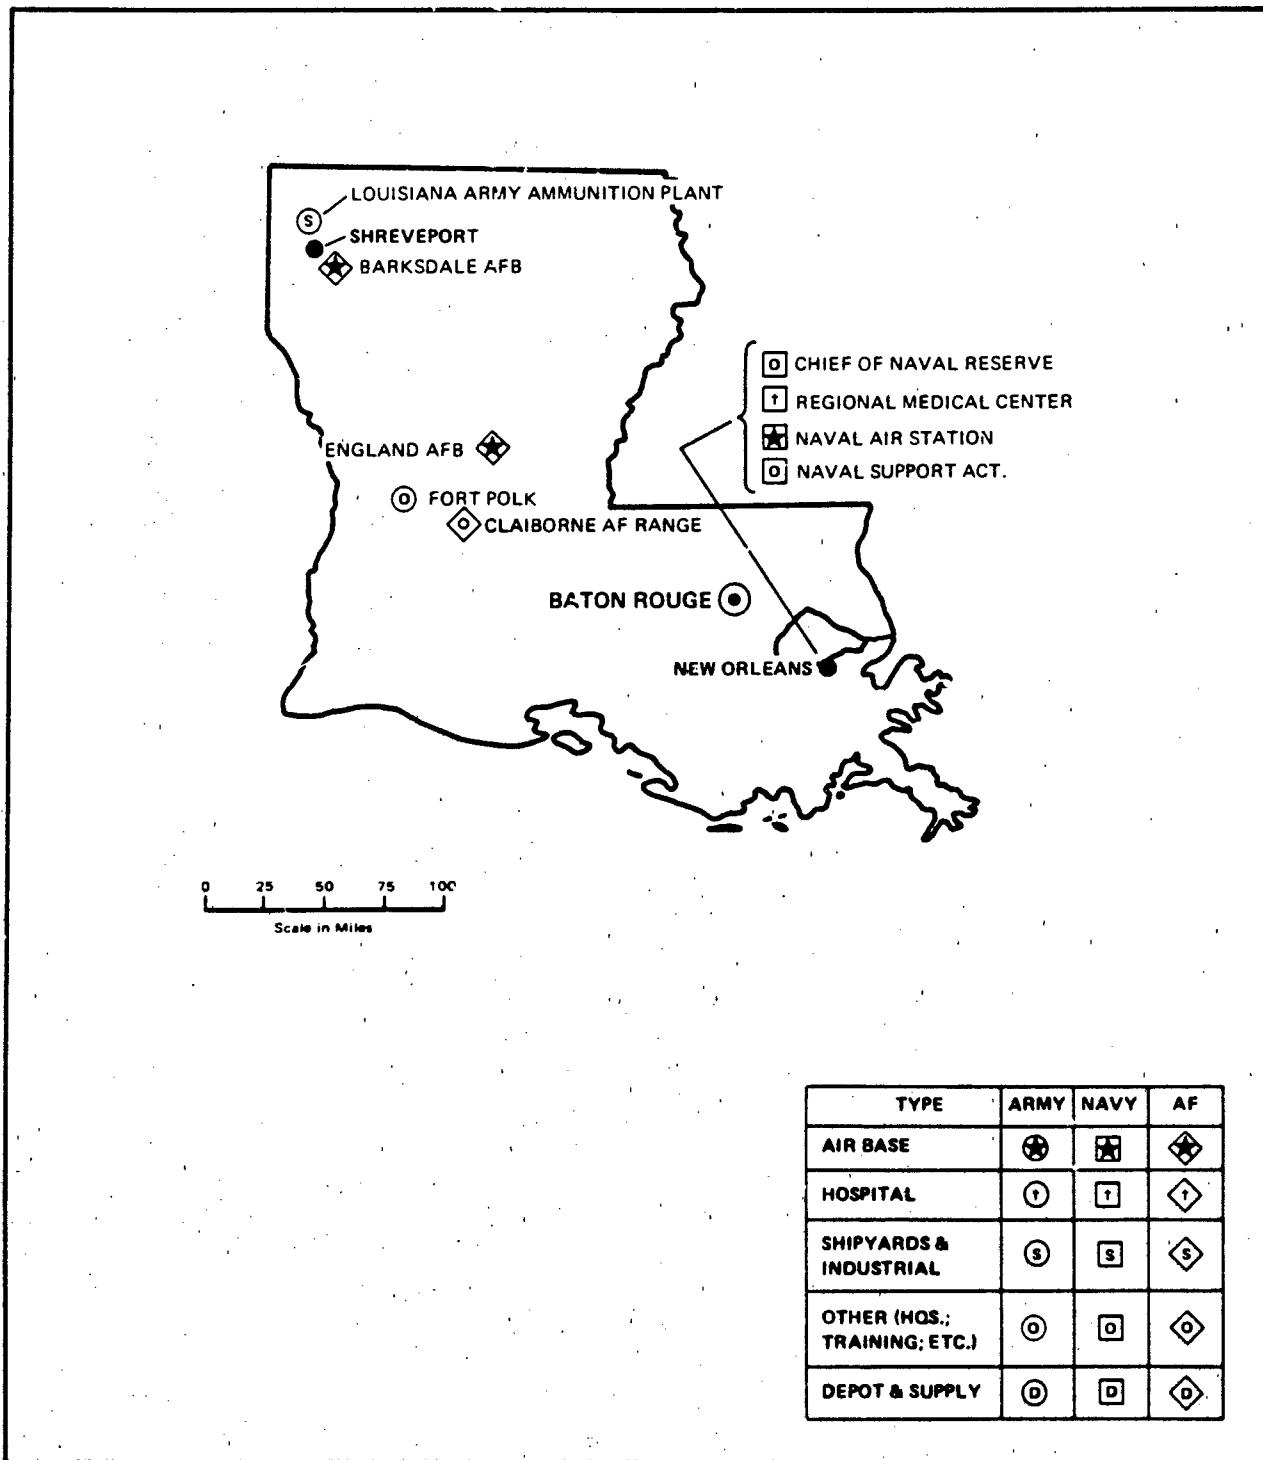 LOUISIANA ARMY AMMUNITION PLANT
S
SHREVEPORT
BARKSDALE AFB
O CHIEF OF NAVAL RESERVE
† REGIONAL MEDICAL CENTER
NAVAL AIR STATION
O NAVAL SUPPORT ACT.
ENGLAND AFB
O FORT POLK
O CLAIBORNE AF RANGE
BATON ROUGE
NEW ORLEANS
0 25 50 75 100
Scale in Miles
TYPE ARMY NAVY AF
AIR BASE
HOSPITAL † † †
SHIPYARDS &
INDUSTRIAL S S S
OTHER (HQS.;
TRAINING; ETC.) O O O
DEPOT & SUPPLY D D D